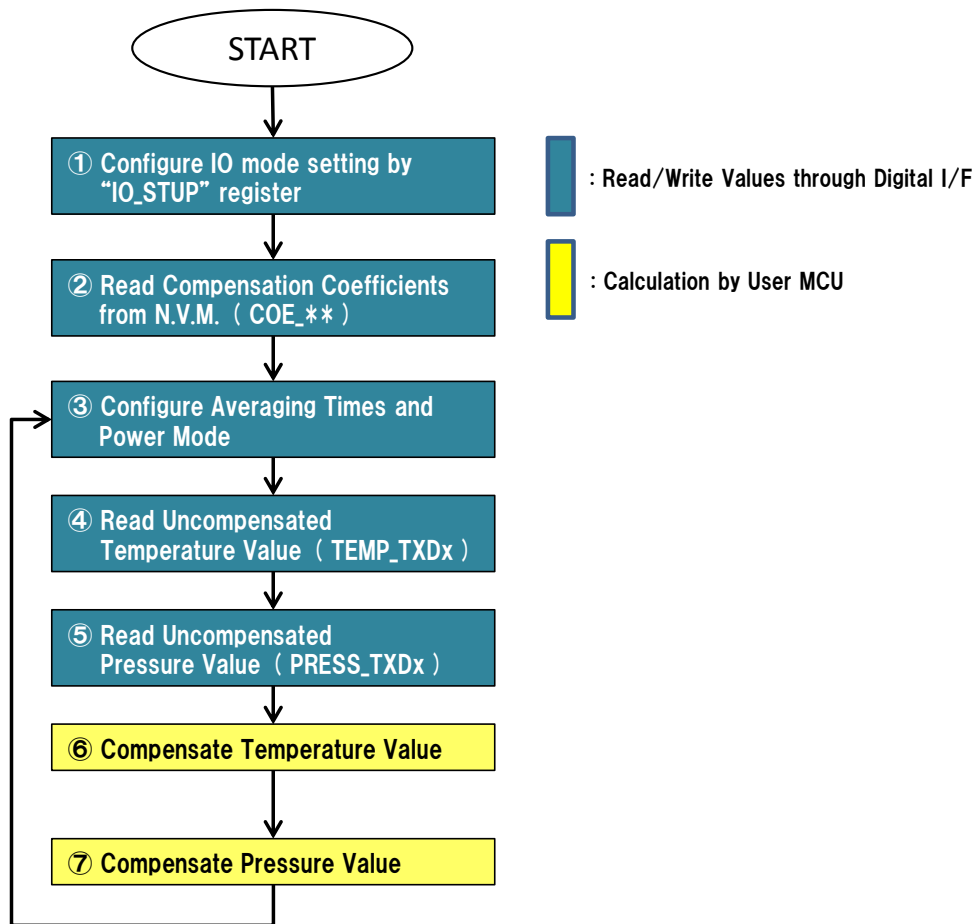 START
① Configure IO mode setting by
“IO_STUP” register
: Read/Write Values through Digital I/F
② Read Compensation Coefficients
from N.V.M. ( COE_** )
: Calculation by User MCU
③ Configure Averaging Times and
Power Mode
④ Read Uncompensated
Temperature Value ( TEMP_TXDx )
⑤ Read Uncompensated
Pressure Value ( PRESS_TXDx )
⑥ Compensate Temperature Value
⑦ Compensate Pressure Value